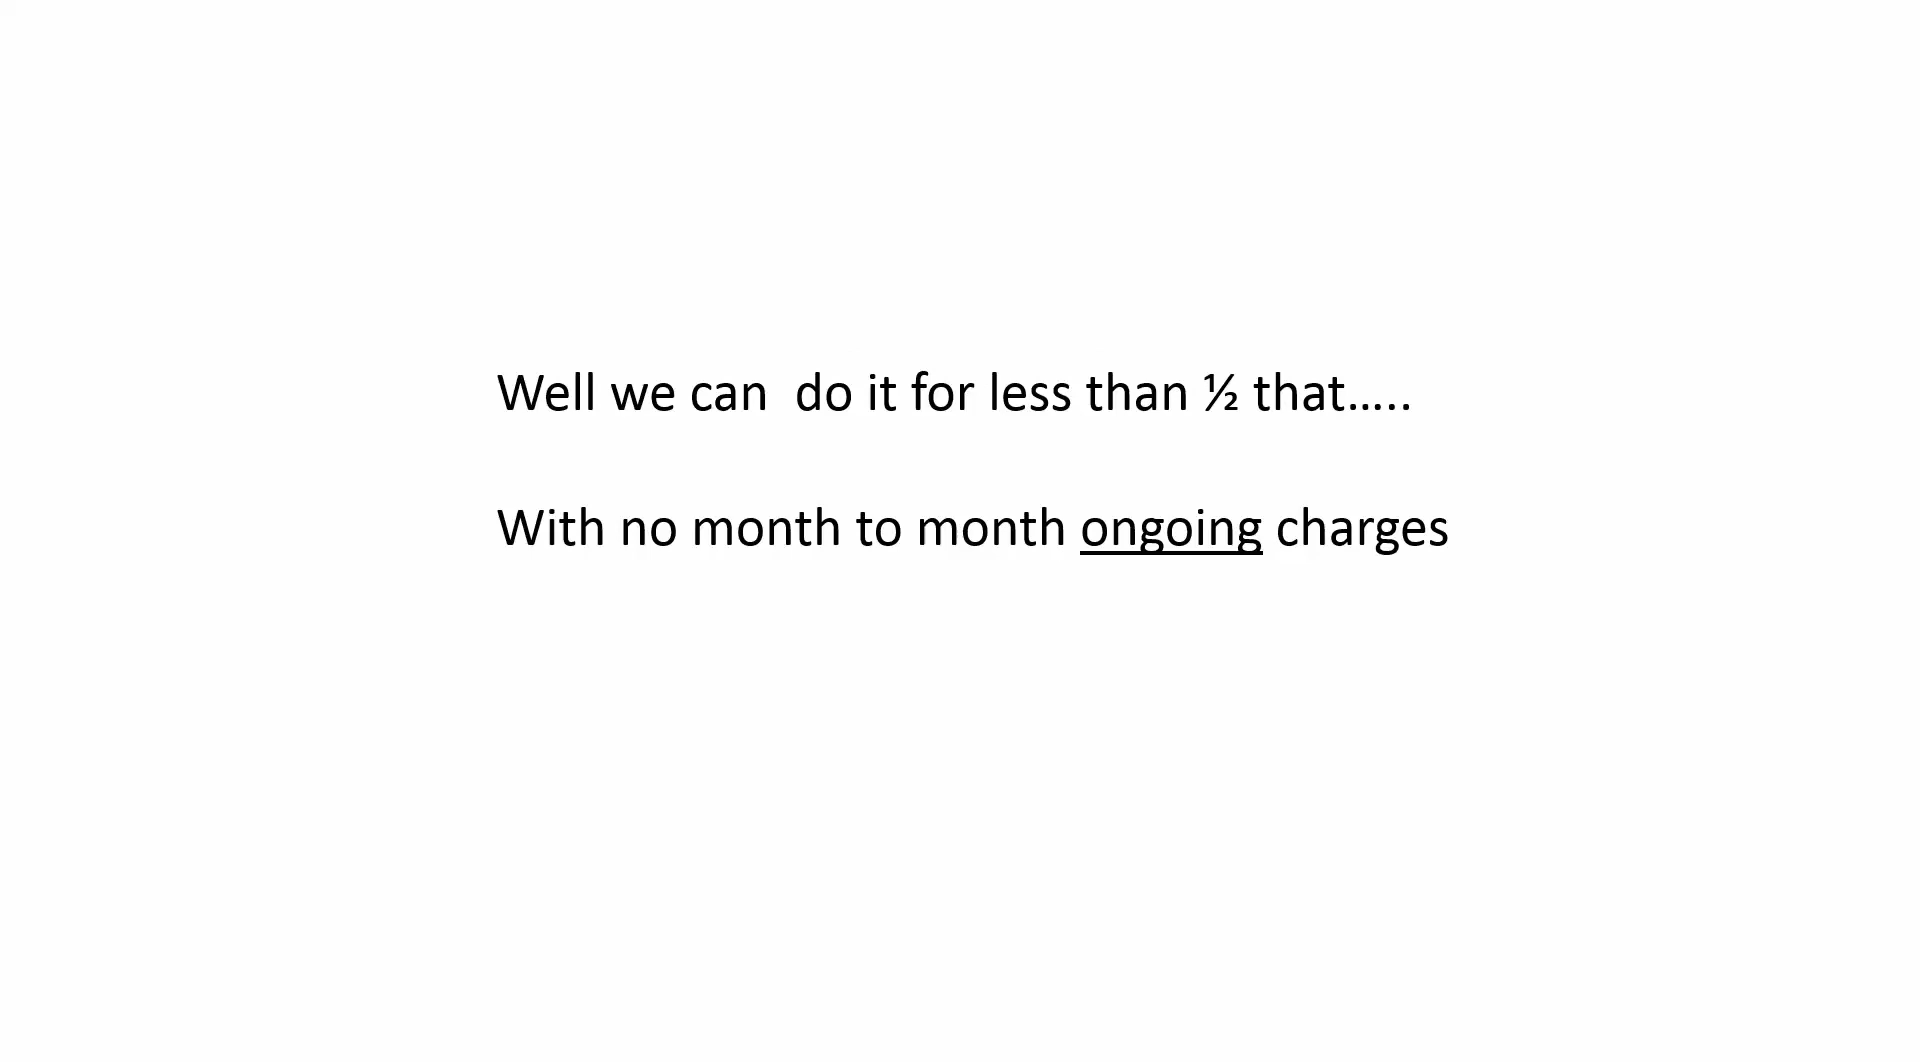 Well we can  do it for less than ½ that…..
With no month to month ongoing charges